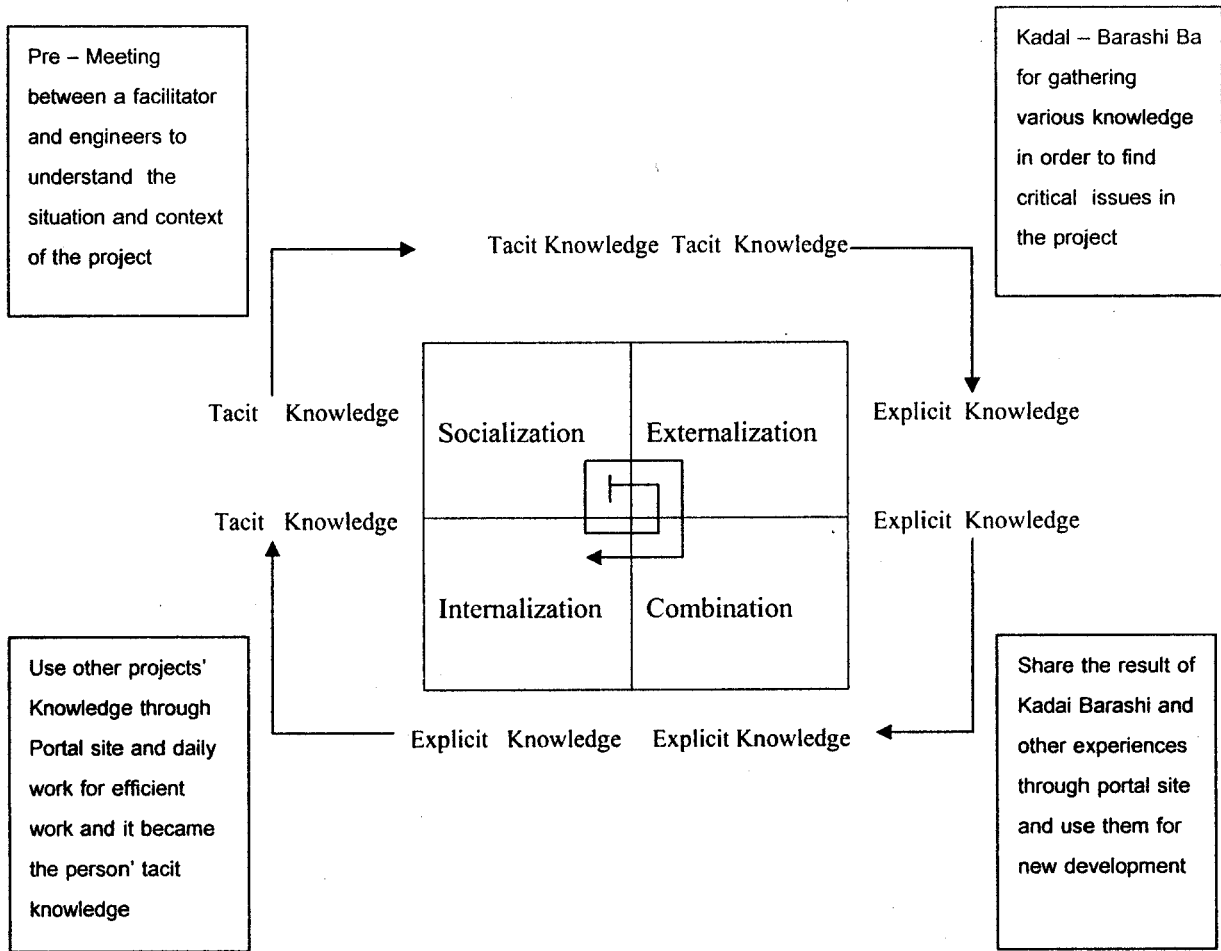 Pre – Meeting
between a facilitator
and engineers to
understand the
situation and context
of the project
Kadal – Barashi Ba
for gathering
various knowledge
in order to find
critical issues in
the project
Tacit Knowledge Tacit Knowledge
Tacit Knowledge
Explicit Knowledge
Socialization
Externalization
Tacit Knowledge
Explicit Knowledge
Internalization
Combination
Explicit Knowledge Explicit Knowledge
Use other projects'
Knowledge through
Portal site and daily
work for efficient
work and it became
the person' tacit
knowledge
Share the result of
Kadai Barashi and
other experiences
through portal site
and use them for
new development